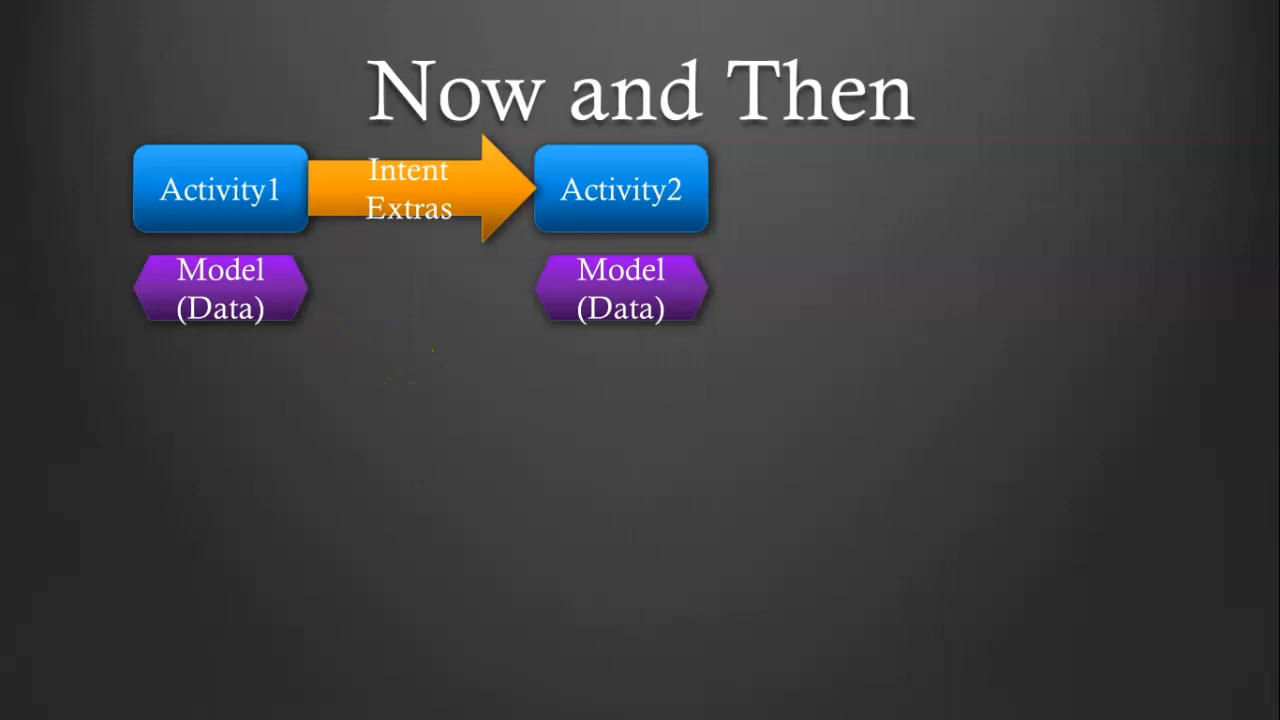 Now and Then
Activity1
Intent
Extras
Activity2
Model
(Data)
Model
(Data)